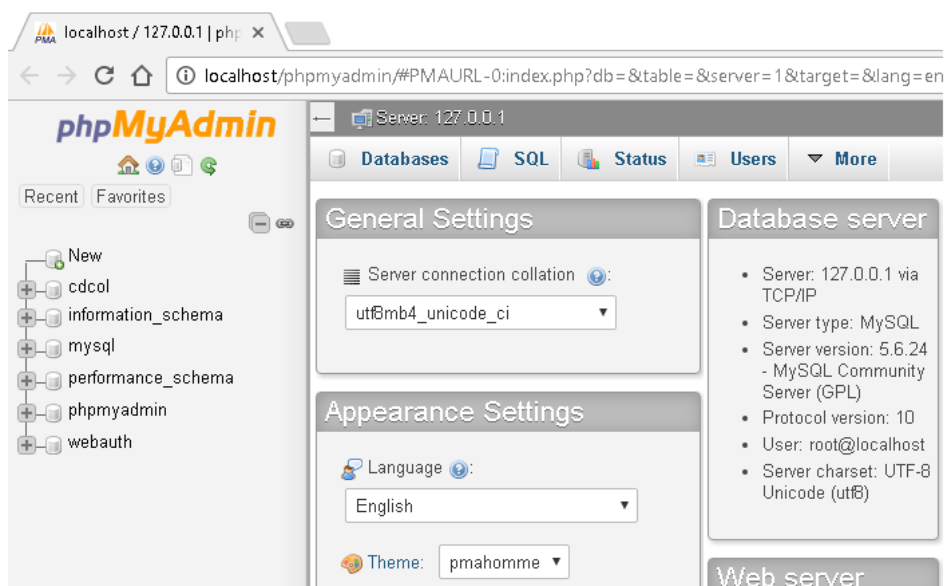 localhost / 127.0.0.1 | php
localhost/phpmyadmin/#PMAURL-0:index.php?db=&table=&server=1&target=&lang=en
phpMyAdmin
Recent Favorites
New
cdcol
information_schema
mysql
performance_schema
phpmyadmin
webauth
Server: 127.0.0.1
Databases SQL Status Users More
General Settings
Server connection collation :
utf8mb4_unicode_ci
Appearance Settings
Language :
English
Theme: pmahomme
Database server
Server: 127.0.0.1 via
TCP/IP
Server type: MySQL
Server version: 5.6.24
- MySQL Community
Server (GPL)
Protocol version: 10
User: root@localhost
Server charset: UTF-8
Unicode (utf8)
Web server